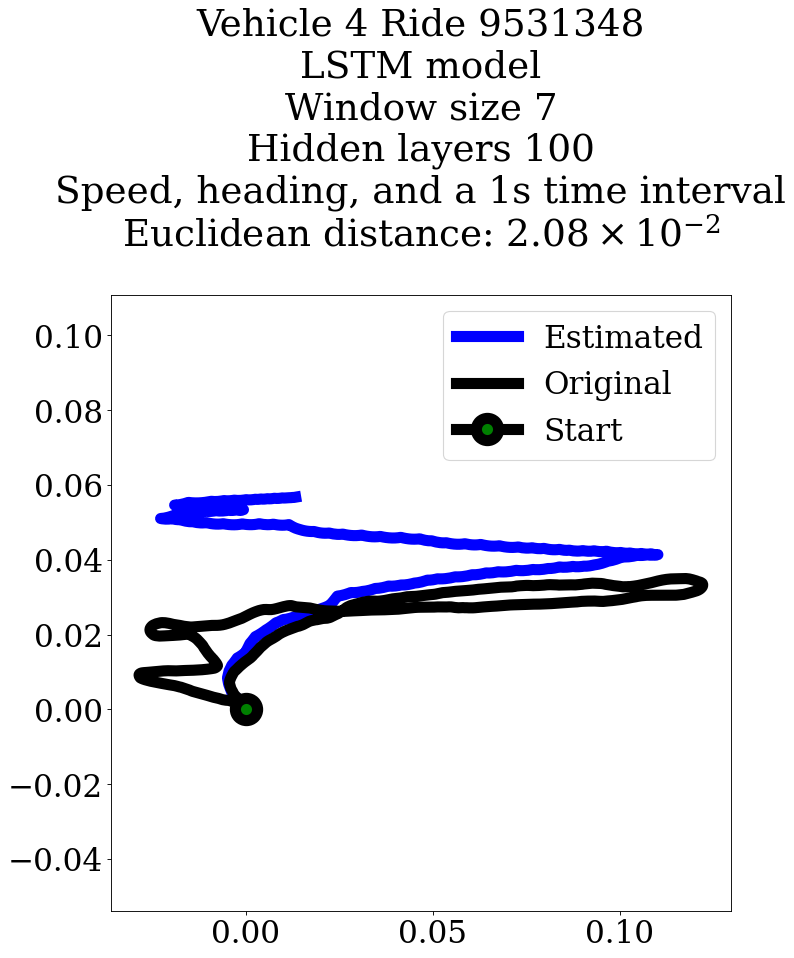 Vehicle 4 Ride 9531348
LSTM model
Window size 7
Hidden layers 100
Speed, heading, and a 1s time interval
Euclidean distance: 2.08 × 10⁻²
Estimated
Original
Start
0.10
0.08
0.06
0.04
0.02
0.00
−0.02
−0.04
0.00 0.05 0.10